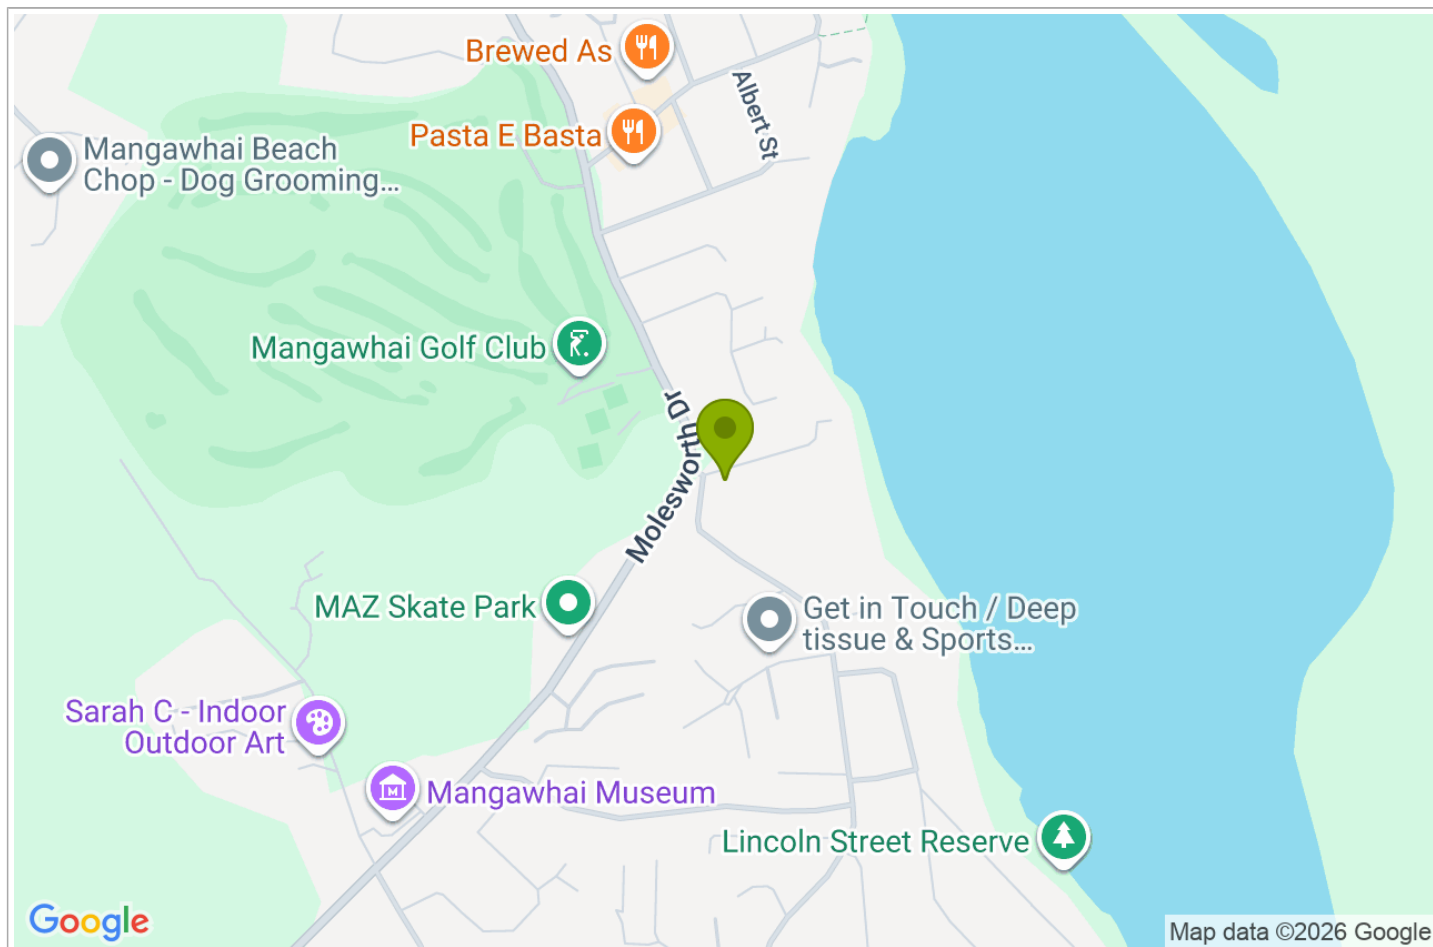 Brewed As
Albert St
Pasta E Basta
Mangawhai Beach
Chop - Dog Grooming...
Mangawhai Golf Club
Molesworth Dr
MAZ Skate Park
Get in Touch / Deep
tissue & Sports...
Sarah C - Indoor
Outdoor Art
M
Mangawhai Museum
Lincoln Street Reserve
Google
Map data ©2026 Google